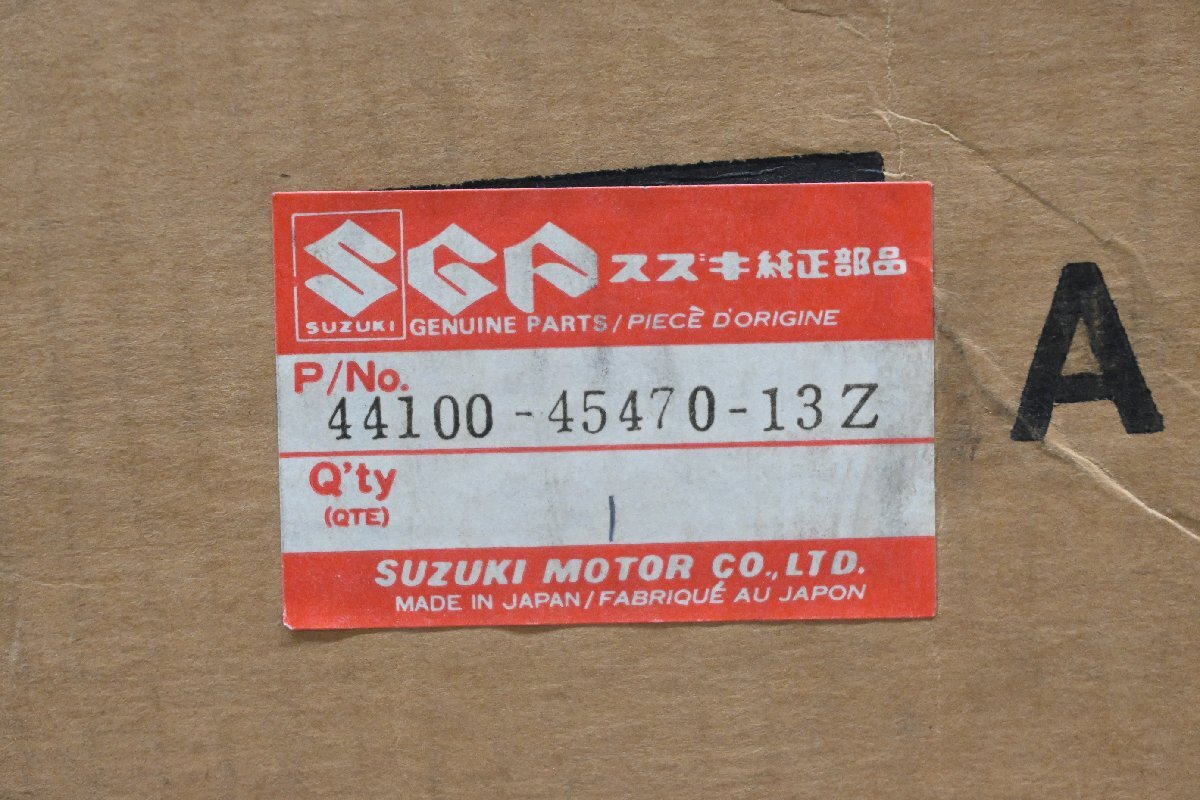 SGP スズキ純正部品
SUZUKI GENUINE PARTS/PIECÈ D'ORIGINE
P/No.
44100-45470-13Z
Q'ty
(QTE)
1
SUZUKI MOTOR CO., LTD.
MADE IN JAPAN/FABRIQUÉ AU JAPON
A